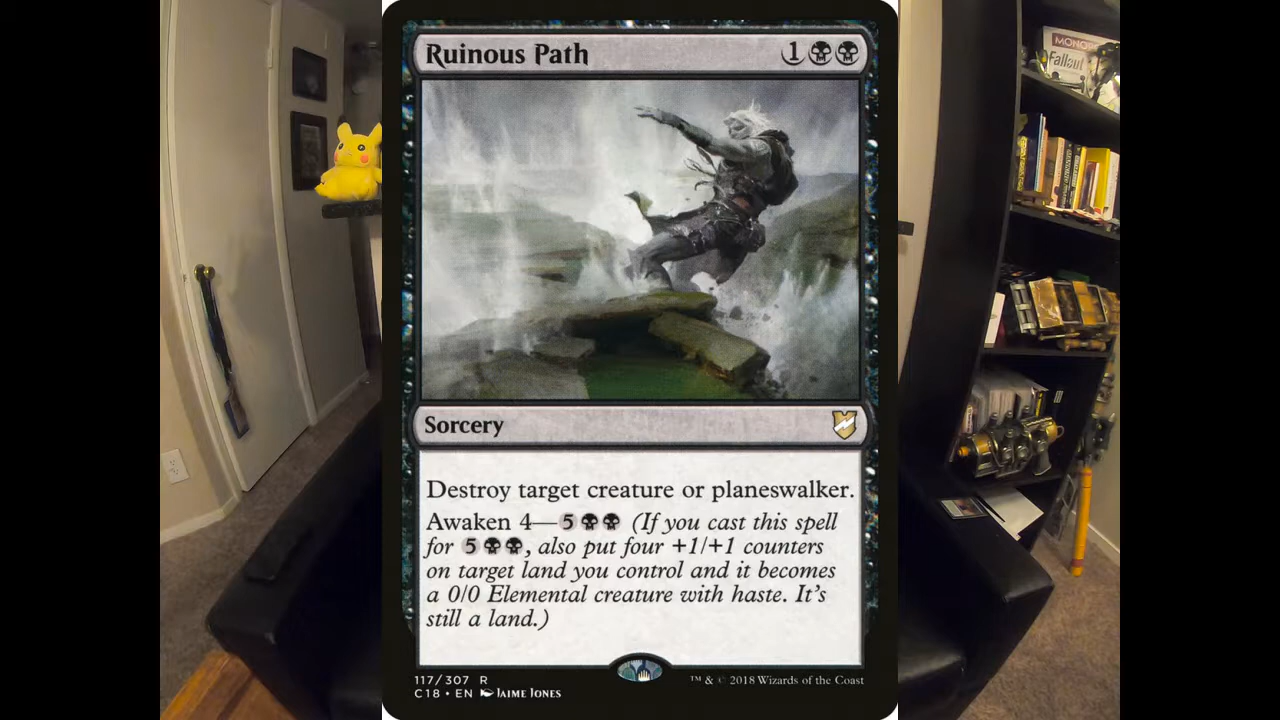 Ruinous Path 1
MONOP
Fallout
Sorcery
Destroy target creature or planeswalker.
Awaken 4—5 (If you cast this spell
for 5, also put four +1/+1 counters
on target land you control and it becomes
a 0/0 Elemental creature with haste. It's
still a land.)
117/307 R
C18 • EN Jaime Jones
™ & © 2018 Wizards of the Coast